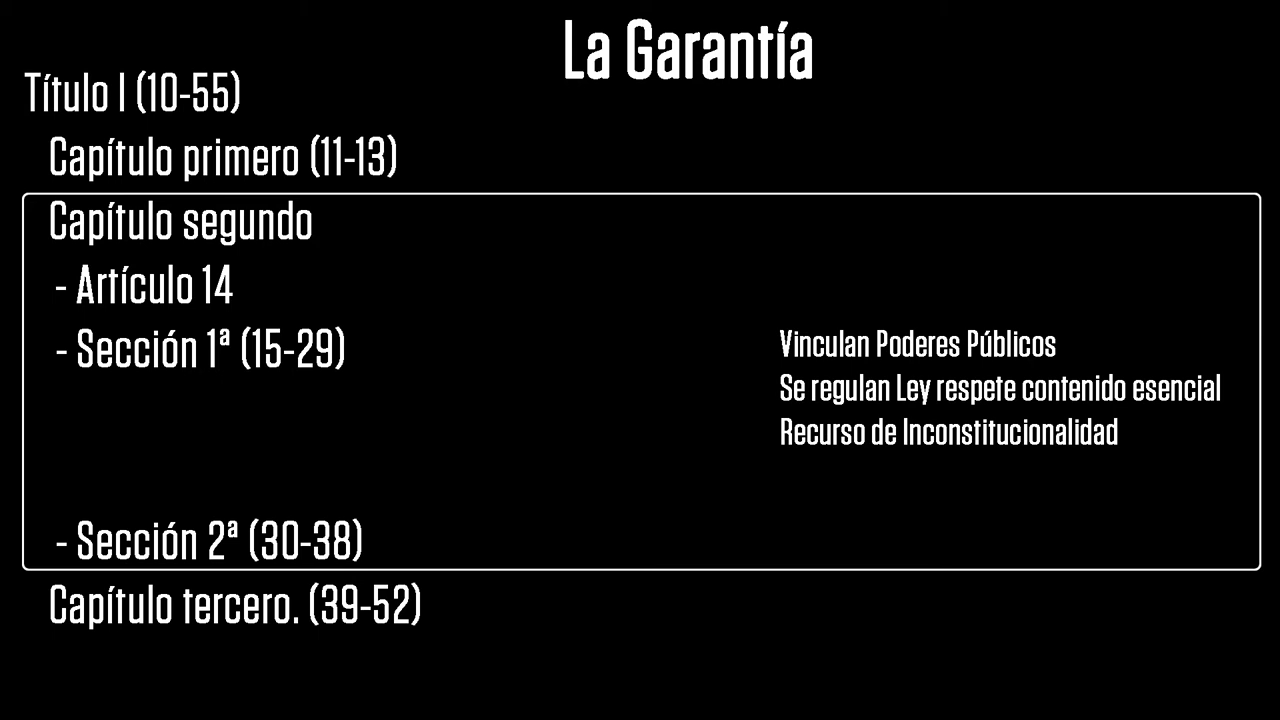 La Garantía
Título I (10-55)
Capítulo primero (11-13)
Capítulo segundo
- Artículo 14
- Sección 1ª (15-29)
Vinculan Poderes Públicos
Se regulan Ley respete contenido esencial
Recurso de Inconstitucionalidad
- Sección 2ª (30-38)
Capítulo tercero. (39-52)